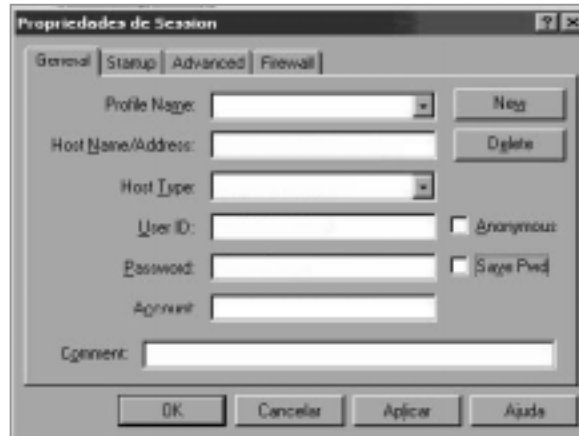 Propriedades de Session
General Startup Advanced Firewall
Profile Name: New
Host Name/Address: Delete
Host Type:
User ID: Anonymous
Password: Save Pwd
Account:
Comment:
OK Cancelar Aplicar Ajuda